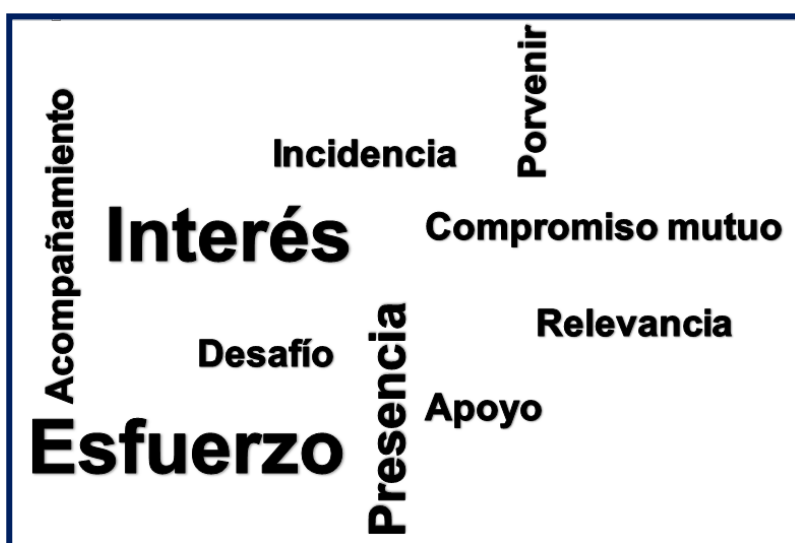 Porvenir
Acompañamiento
Incidencia
Interés
Compromiso mutuo
Relevancia
Desafío
Presencia
Apoyo
Esfuerzo